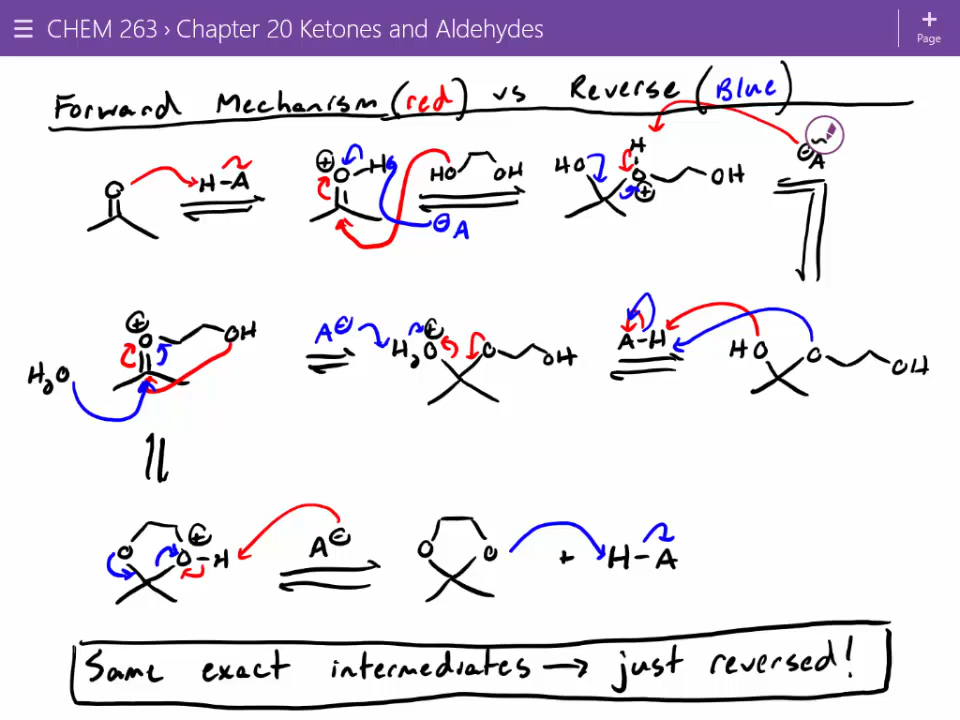 ☰ CHEM 263 › Chapter 20 Ketones and Aldehydes
+
Page
Forward Mechanism (red) vs Reverse (Blue)
O H-A ⊕ O H HO OH ⊖ A HO H O ⊕ OH ⊖ A
H₂O ⊕ O OH A⊖ H₂O ⊕ O OH A-H HO O OH
O O ⊕ -H A⊖ O O + H-A
Same exact intermediates → just reversed!